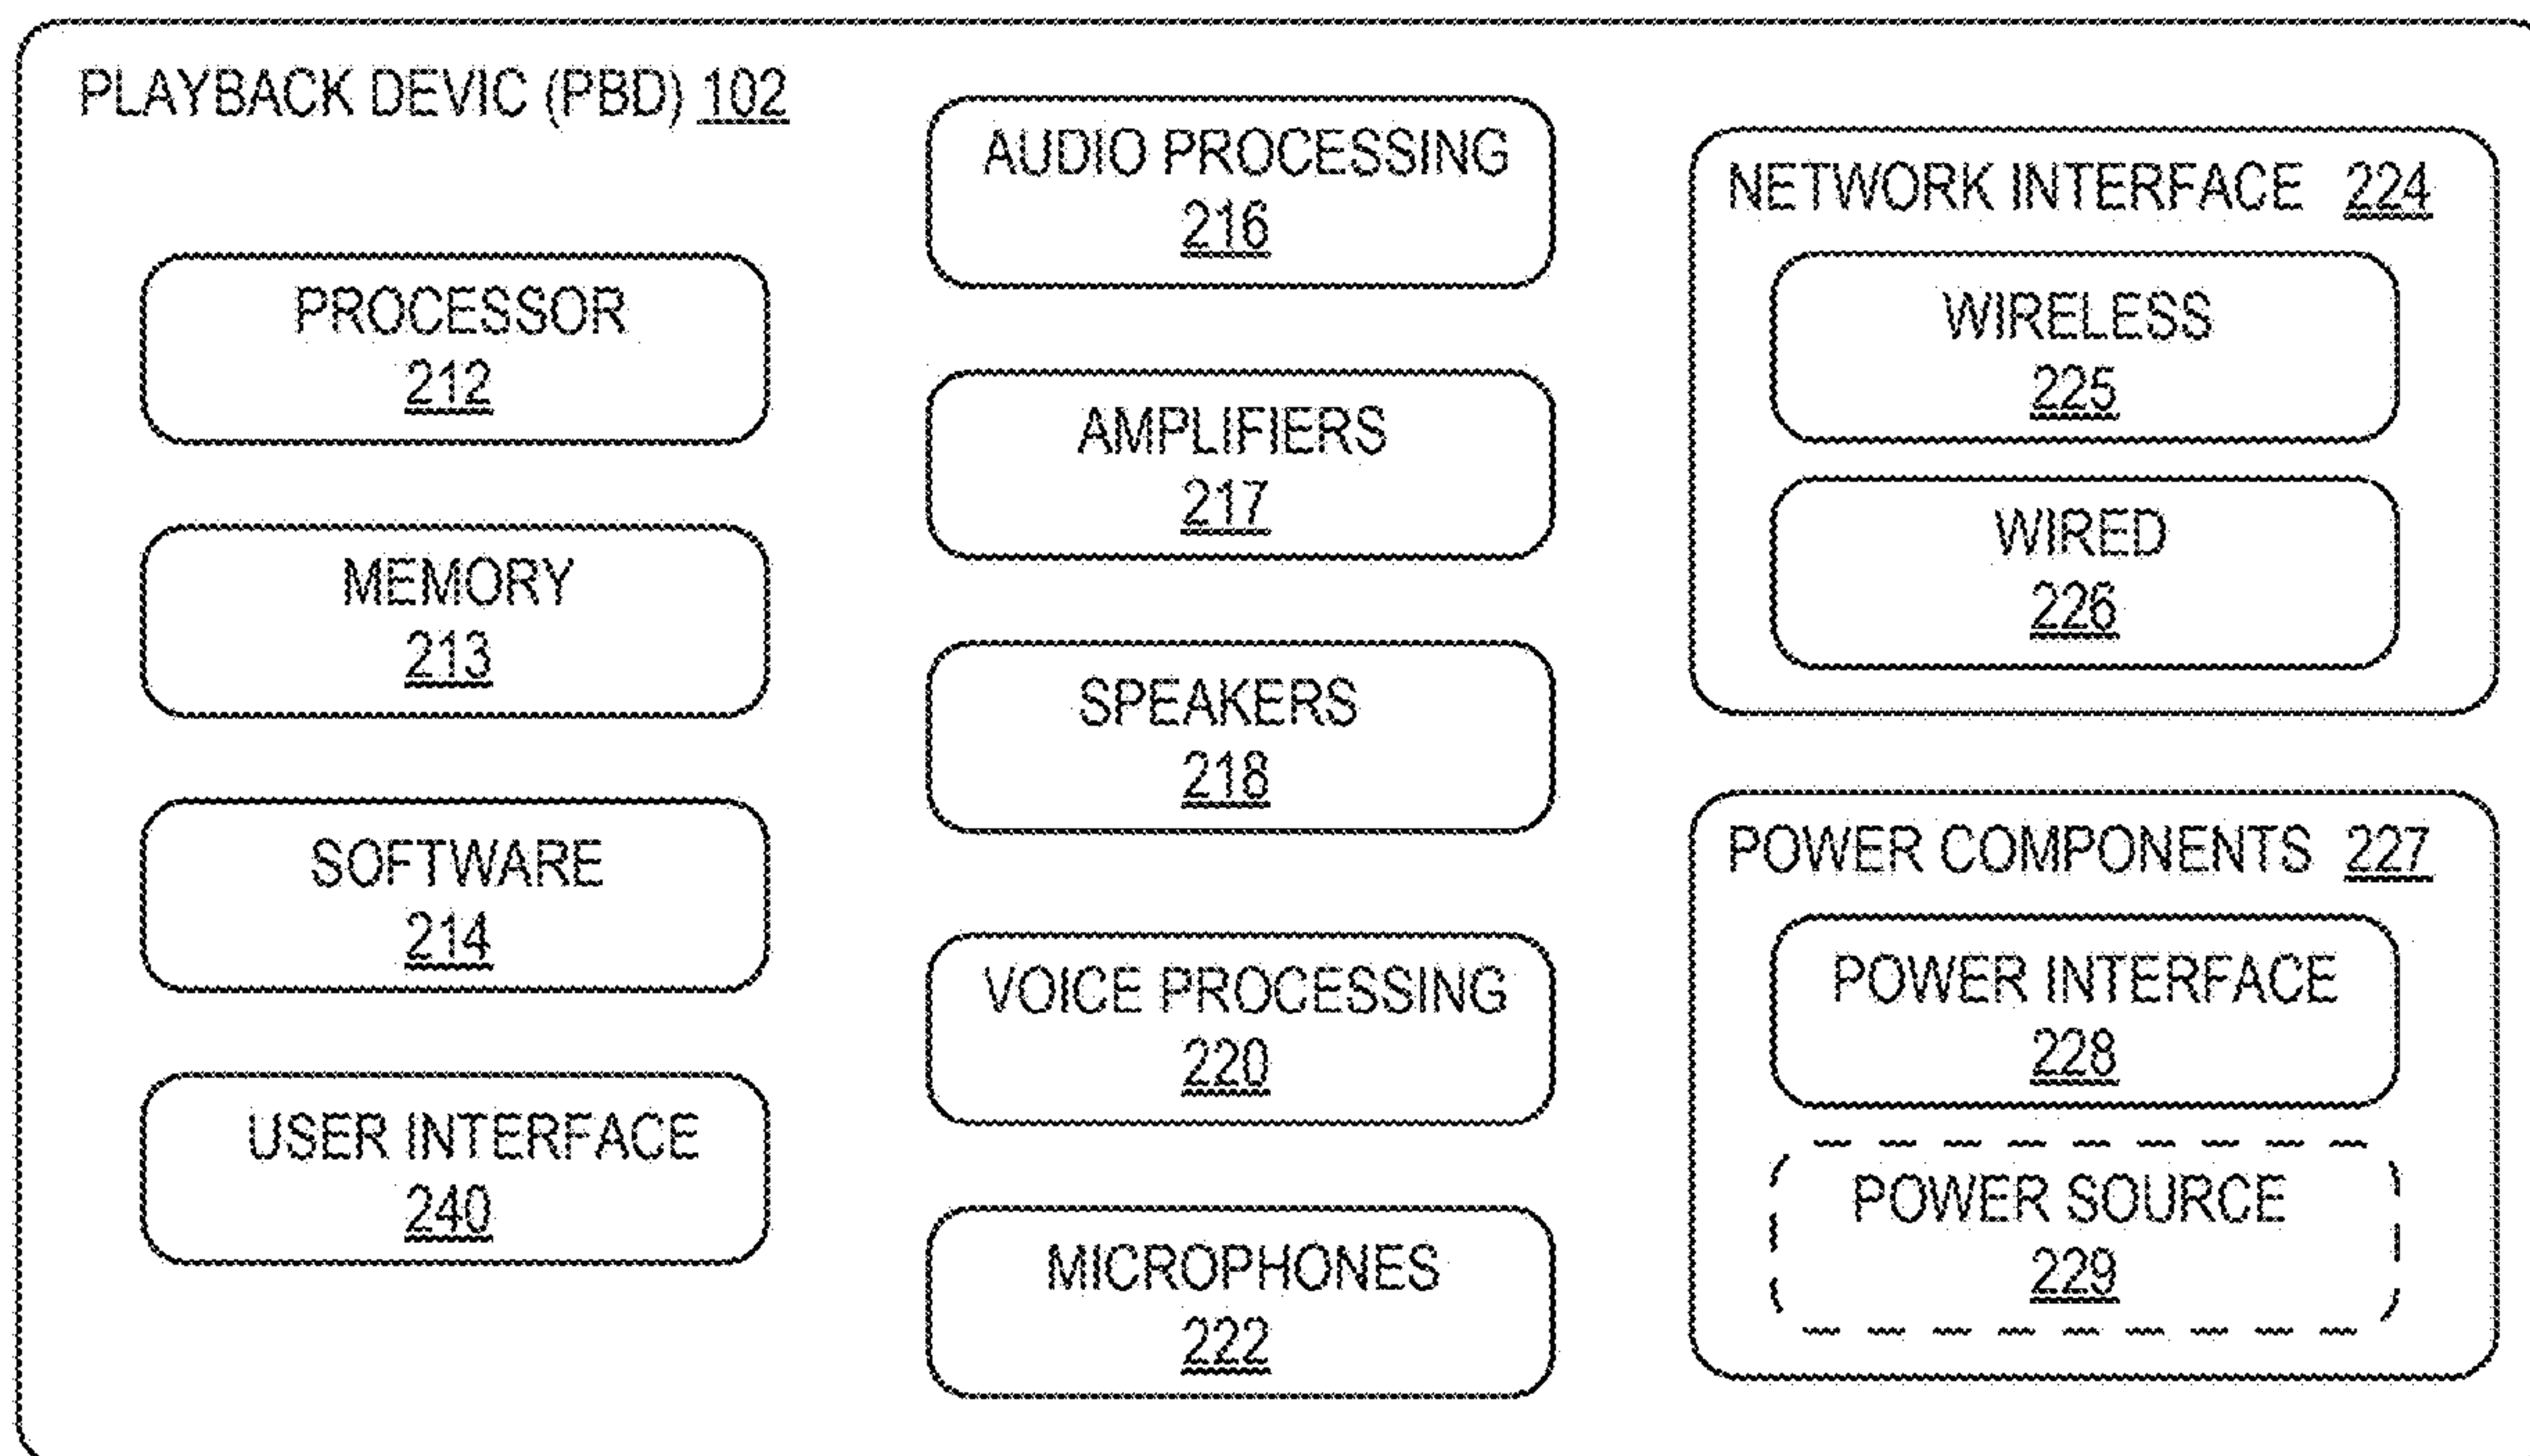 PLAYBACK DEVIC (PBD) 102
PROCESSOR
212
MEMORY
213
SOFTWARE
214
USER INTERFACE
240
AUDIO PROCESSING
216
AMPLIFIERS
217
SPEAKERS
218
VOICE PROCESSING
220
MICROPHONES
222
NETWORK INTERFACE 224
WIRELESS
225
WIRED
226
POWER COMPONENTS 227
POWER INTERFACE
228
POWER SOURCE
229